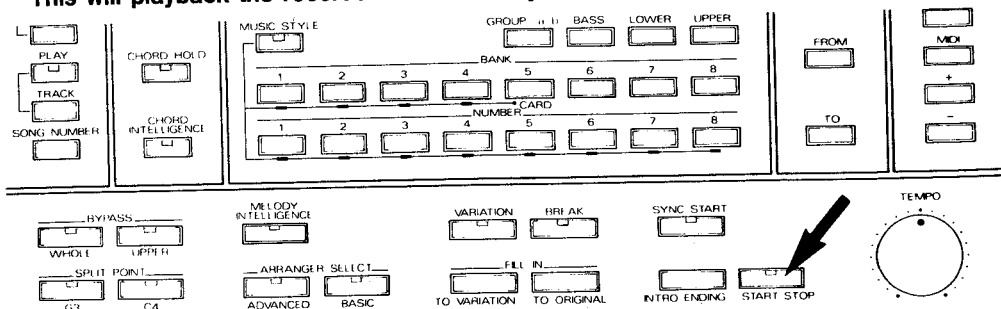 This will playback the
MUSIC STYLE GROUP a b BASS LOWER UPPER
PLAY CHORD HOLD BANK FROM MIDI
1 2 3 4 5 6 7 8
TRACK CARD +
NUMBER
SONG NUMBER CHORD INTELLIGENCE 1 2 3 4 5 6 7 8 TO -
BYPASS MELODY INTELLIGENCE VARIATION BREAK SYNC START TEMPO
WHOLE UPPER
SPLIT POINT ARRANGER SELECT FILL IN
G3 C4 ADVANCED BASIC TO VARIATION TO ORIGINAL INTRO ENDING START STOP